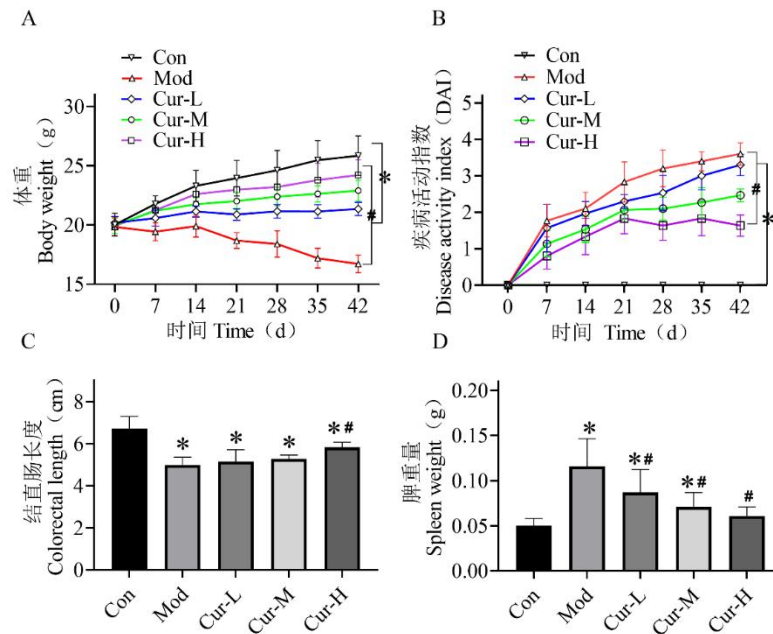 A
Con
Mod
Cur-L
Cur-M
Cur-H
体重
Body weight（g）
30
25
20
15
*
#
0 7 14 21 28 35 42
时间 Time（d）
B
Con
Mod
Cur-L
Cur-M
Cur-H
疾病活动指数
Disease activity index（DAI）
5
4
3
2
1
0
#
*
0 7 14 21 28 35 42
时间 Time（d）
C
结直肠长度
Colorectal length（cm）
8
6
4
2
0
* * * *#
Con Mod Cur-L Cur-M Cur-H
D
脾重量
Spleen weight（g）
0.20
0.15
0.10
0.05
0.00
* *# *# #
Con Mod Cur-L Cur-M Cur-H